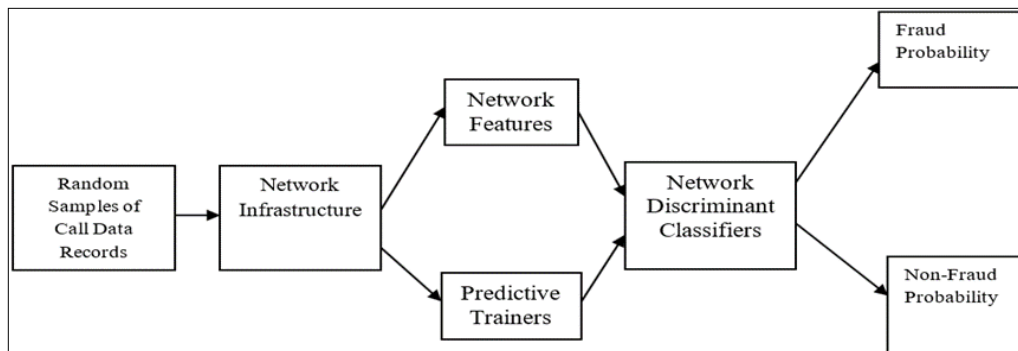 Random
Samples of
Call Data
Records
Network
Infrastructure
Network
Features
Predictive
Trainers
Network
Discriminant
Classifiers
Fraud
Probability
Non-Fraud
Probability